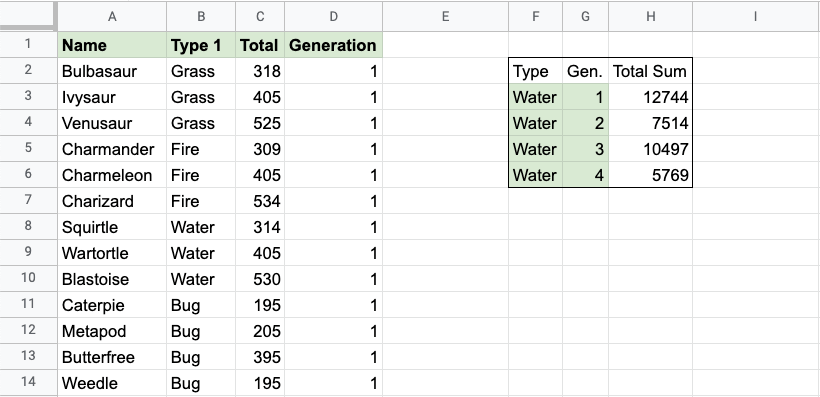 A B C D E F G H I
1 Name Type 1 Total Generation
2 Bulbasaur Grass 318 1 Type Gen. Total Sum
3 Ivysaur Grass 405 1 Water 1 12744
4 Venusaur Grass 525 1 Water 2 7514
5 Charmander Fire 309 1 Water 3 10497
6 Charmeleon Fire 405 1 Water 4 5769
7 Charizard Fire 534 1
8 Squirtle Water 314 1
9 Wartortle Water 405 1
10 Blastoise Water 530 1
11 Caterpie Bug 195 1
12 Metapod Bug 205 1
13 Butterfree Bug 395 1
14 Weedle Bug 195 1